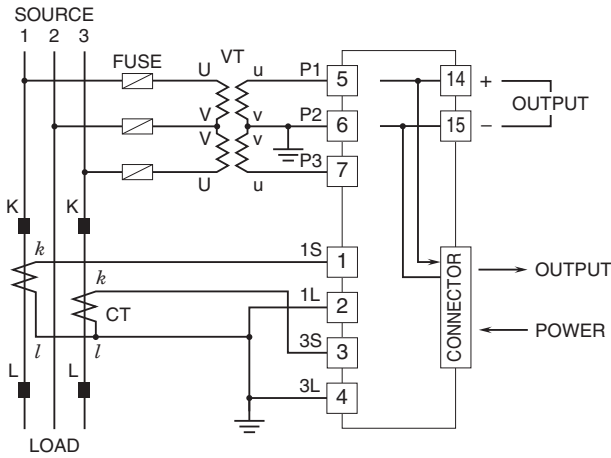 SOURCE
1 2 3
FUSE
VT
U u P1 5 14 +
OUTPUT
V v P2 6 15 −
V v
U u P3 7
K K
k 1S 1
k
CT
1L 2
3S 3
l l
L L
3L 4
CONNECTOR
OUTPUT
POWER
LOAD